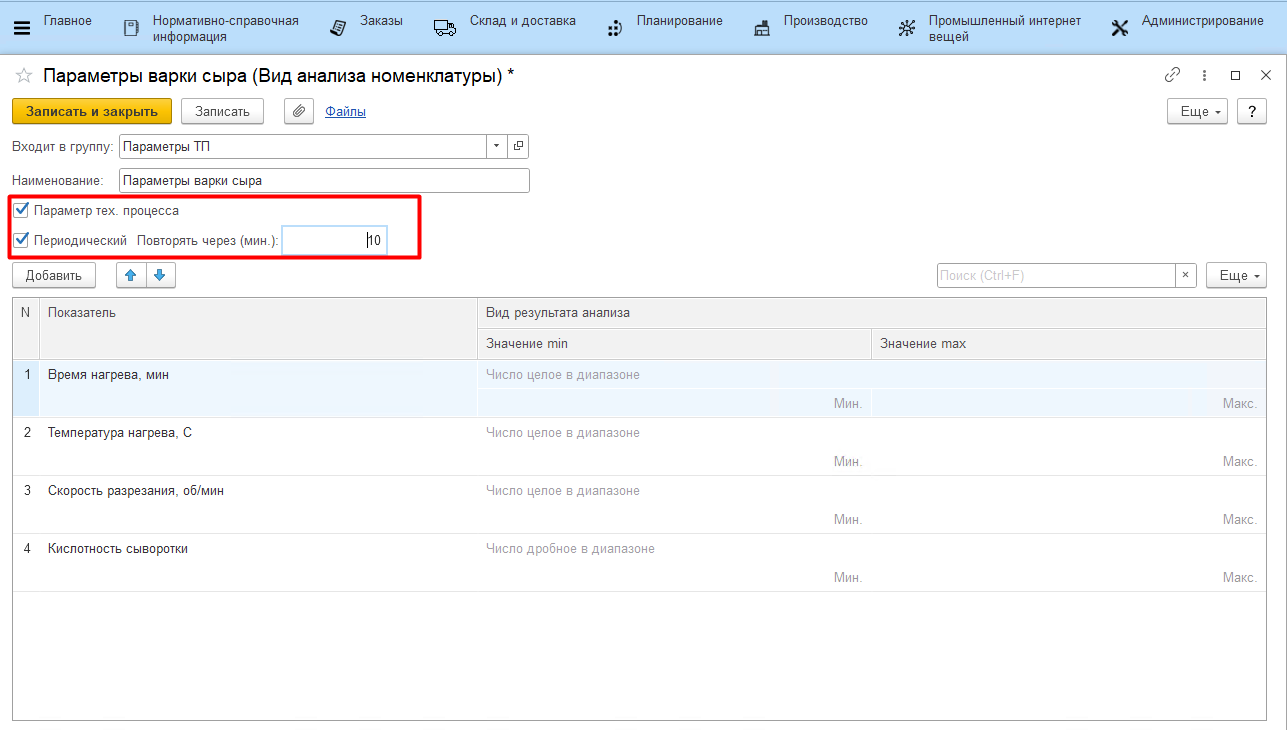 Главное
Нормативно-справочная
информация
Заказы
Склад и доставка
Планирование
Производство
Промышленный интернет
вещей
Администрирование
Параметры варки сыра (Вид анализа номенклатуры) *
Записать и закрыть
Записать
Файлы
Еще
?
Входит в группу: Параметры ТП
Наименование: Параметры варки сыра
Параметр тех. процесса
Периодический Повторять через (мин.): 10
Добавить
Поиск (Ctrl+F)
×
Еще
N Показатель Вид результата анализа
Значение min Значение max
1 Время нагрева, мин Число целое в диапазоне
Мин. Макс.
2 Температура нагрева, С Число целое в диапазоне
Мин. Макс.
3 Скорость разрезания, об/мин Число целое в диапазоне
Мин. Макс.
4 Кислотность сыворотки Число дробное в диапазоне
Мин. Макс.